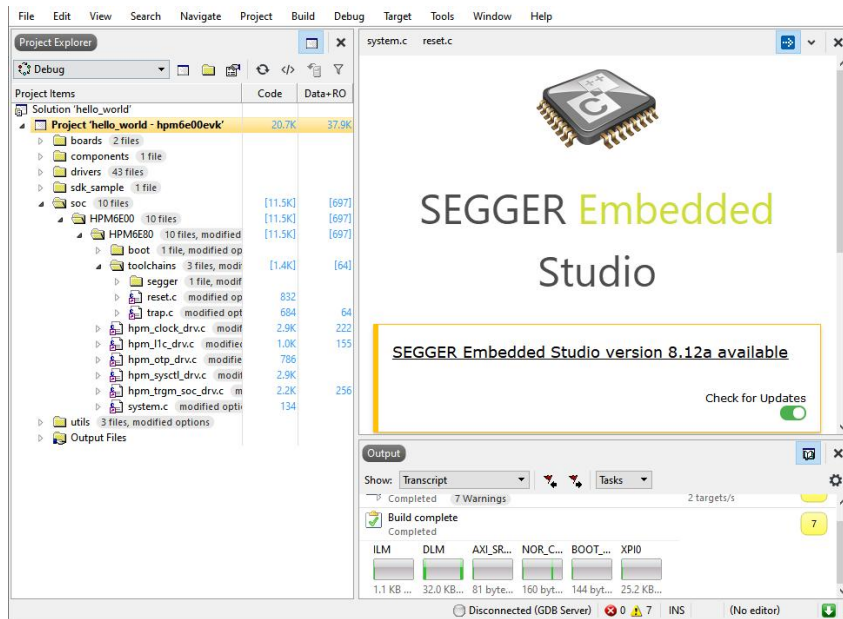 File Edit View Search Navigate Project Build Debug Target Tools Window Help
Project Explorer
Debug
Project Items Code Data+RO
Solution 'hello_world'
Project 'hello_world - hpm6e00evk' 20.7K 37.9K
boards 2 files
components 1 file
drivers 43 files
sdk_sample 1 file
soc 10 files [11.5K] [697]
HPM6E00 10 files [11.5K] [697]
HPM6E80 10 files, modified [11.5K] [697]
boot 1 file, modified op
toolchains 3 files, modif [1.4K] [64]
segger 1 file, modif
reset.c modified op 832
trap.c modified opt 684 64
hpm_clock_drv.c modif 2.9K 222
hpm_l1c_drv.c modified 1.0K 155
hpm_otp_drv.c modifie 786
hpm_sysctl_drv.c modif 2.9K
hpm_trgm_soc_drv.c m 2.2K 256
system.c modified opti 134
utils 3 files, modified options
Output Files
system.c reset.c
C
SEGGER Embedded
Studio
SEGGER Embedded Studio version 8.12a available
Check for Updates
Output
Show: Transcript Tasks
Completed 7 Warnings 2 targets/s
Build complete 7
Completed
ILM DLM AXI_SR... NOR_C... BOOT_... XPI0
1.1 KB ... 32.0 KB... 81 byte... 160 byt... 144 byt... 25.2 KB...
Disconnected (GDB Server) 0 7 INS (No editor)